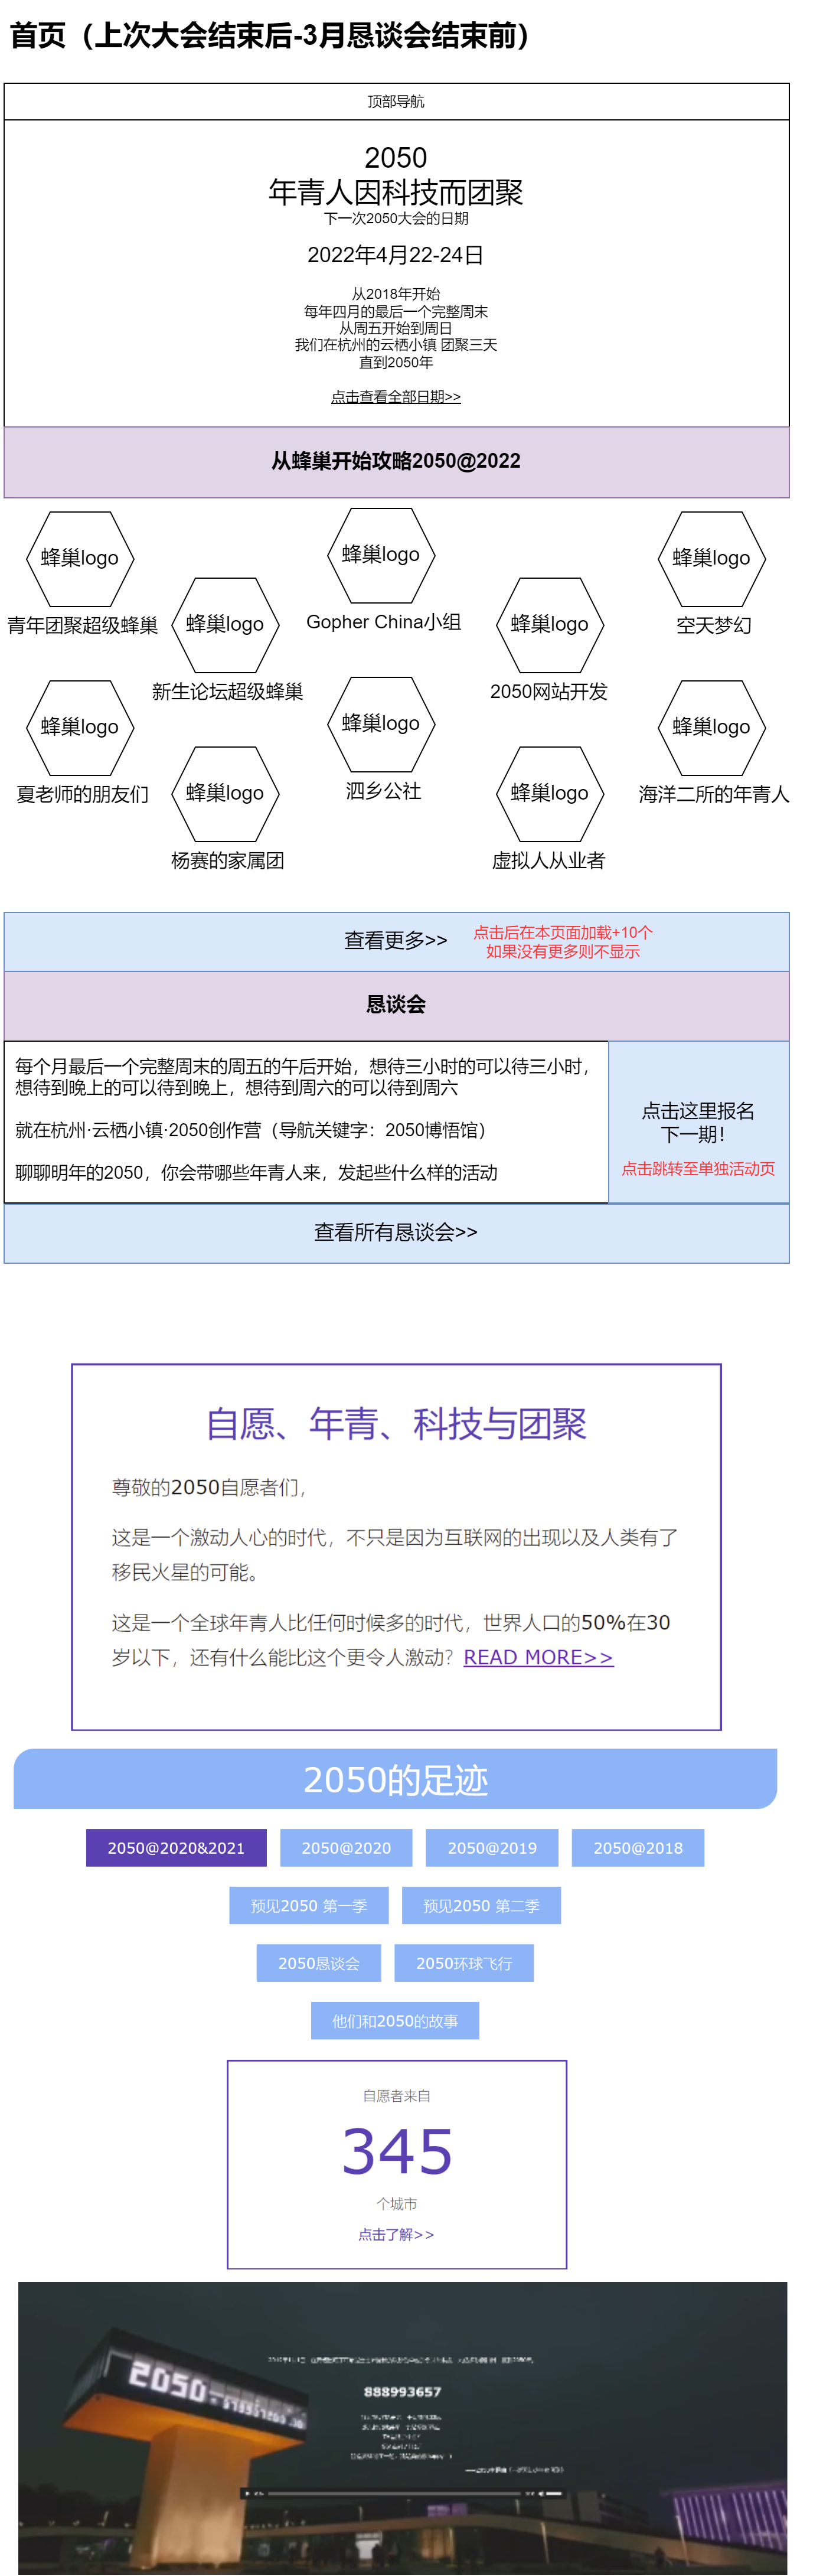 首页（上次大会结束后-3月恳谈会结束前）
顶部导航
2050
年青人因科技而团聚
下一次2050大会的日期
2022年4月22-24日
从2018年开始
每年四月的最后一个完整周末
从周五开始到周日
我们在杭州的云栖小镇 团聚三天
直到2050年
点击查看全部日期>>
从蜂巢开始攻略2050@2022
蜂巢logo
青年团聚超级蜂巢
蜂巢logo
新生论坛超级蜂巢
蜂巢logo
Gopher China小组
蜂巢logo
2050网站开发
蜂巢logo
空天梦幻
蜂巢logo
夏老师的朋友们
蜂巢logo
杨赛的家属团
蜂巢logo
泗乡公社
蜂巢logo
虚拟人从业者
蜂巢logo
海洋二所的年青人
查看更多>>
点击后在本页面加载+10个
如果没有更多则不显示
恳谈会
每个月最后一个完整周末的周五的午后开始，想待三小时的可以待三小时，
想待到晚上的可以待到晚上，想待到周六的可以待到周六
就在杭州·云栖小镇·2050创作营（导航关键字：2050博悟馆）
聊聊明年的2050，你会带哪些年青人来，发起些什么样的活动
点击这里报名
下一期！
点击跳转至单独活动页
查看所有恳谈会>>
自愿、年青、科技与团聚
尊敬的2050自愿者们，
这是一个激动人心的时代，不只是因为互联网的出现以及人类有了
移民火星的可能。
这是一个全球年青人比任何时候多的时代，世界人口的50%在30
岁以下，还有什么能比这个更令人激动？READ MORE>>
2050的足迹
2050@2020&2021
2050@2020
2050@2019
2050@2018
预见2050 第一季
预见2050 第二季
2050恳谈会
2050环球飞行
他们和2050的故事
自愿者来自
345
个城市
点击了解>>
2050
888993657